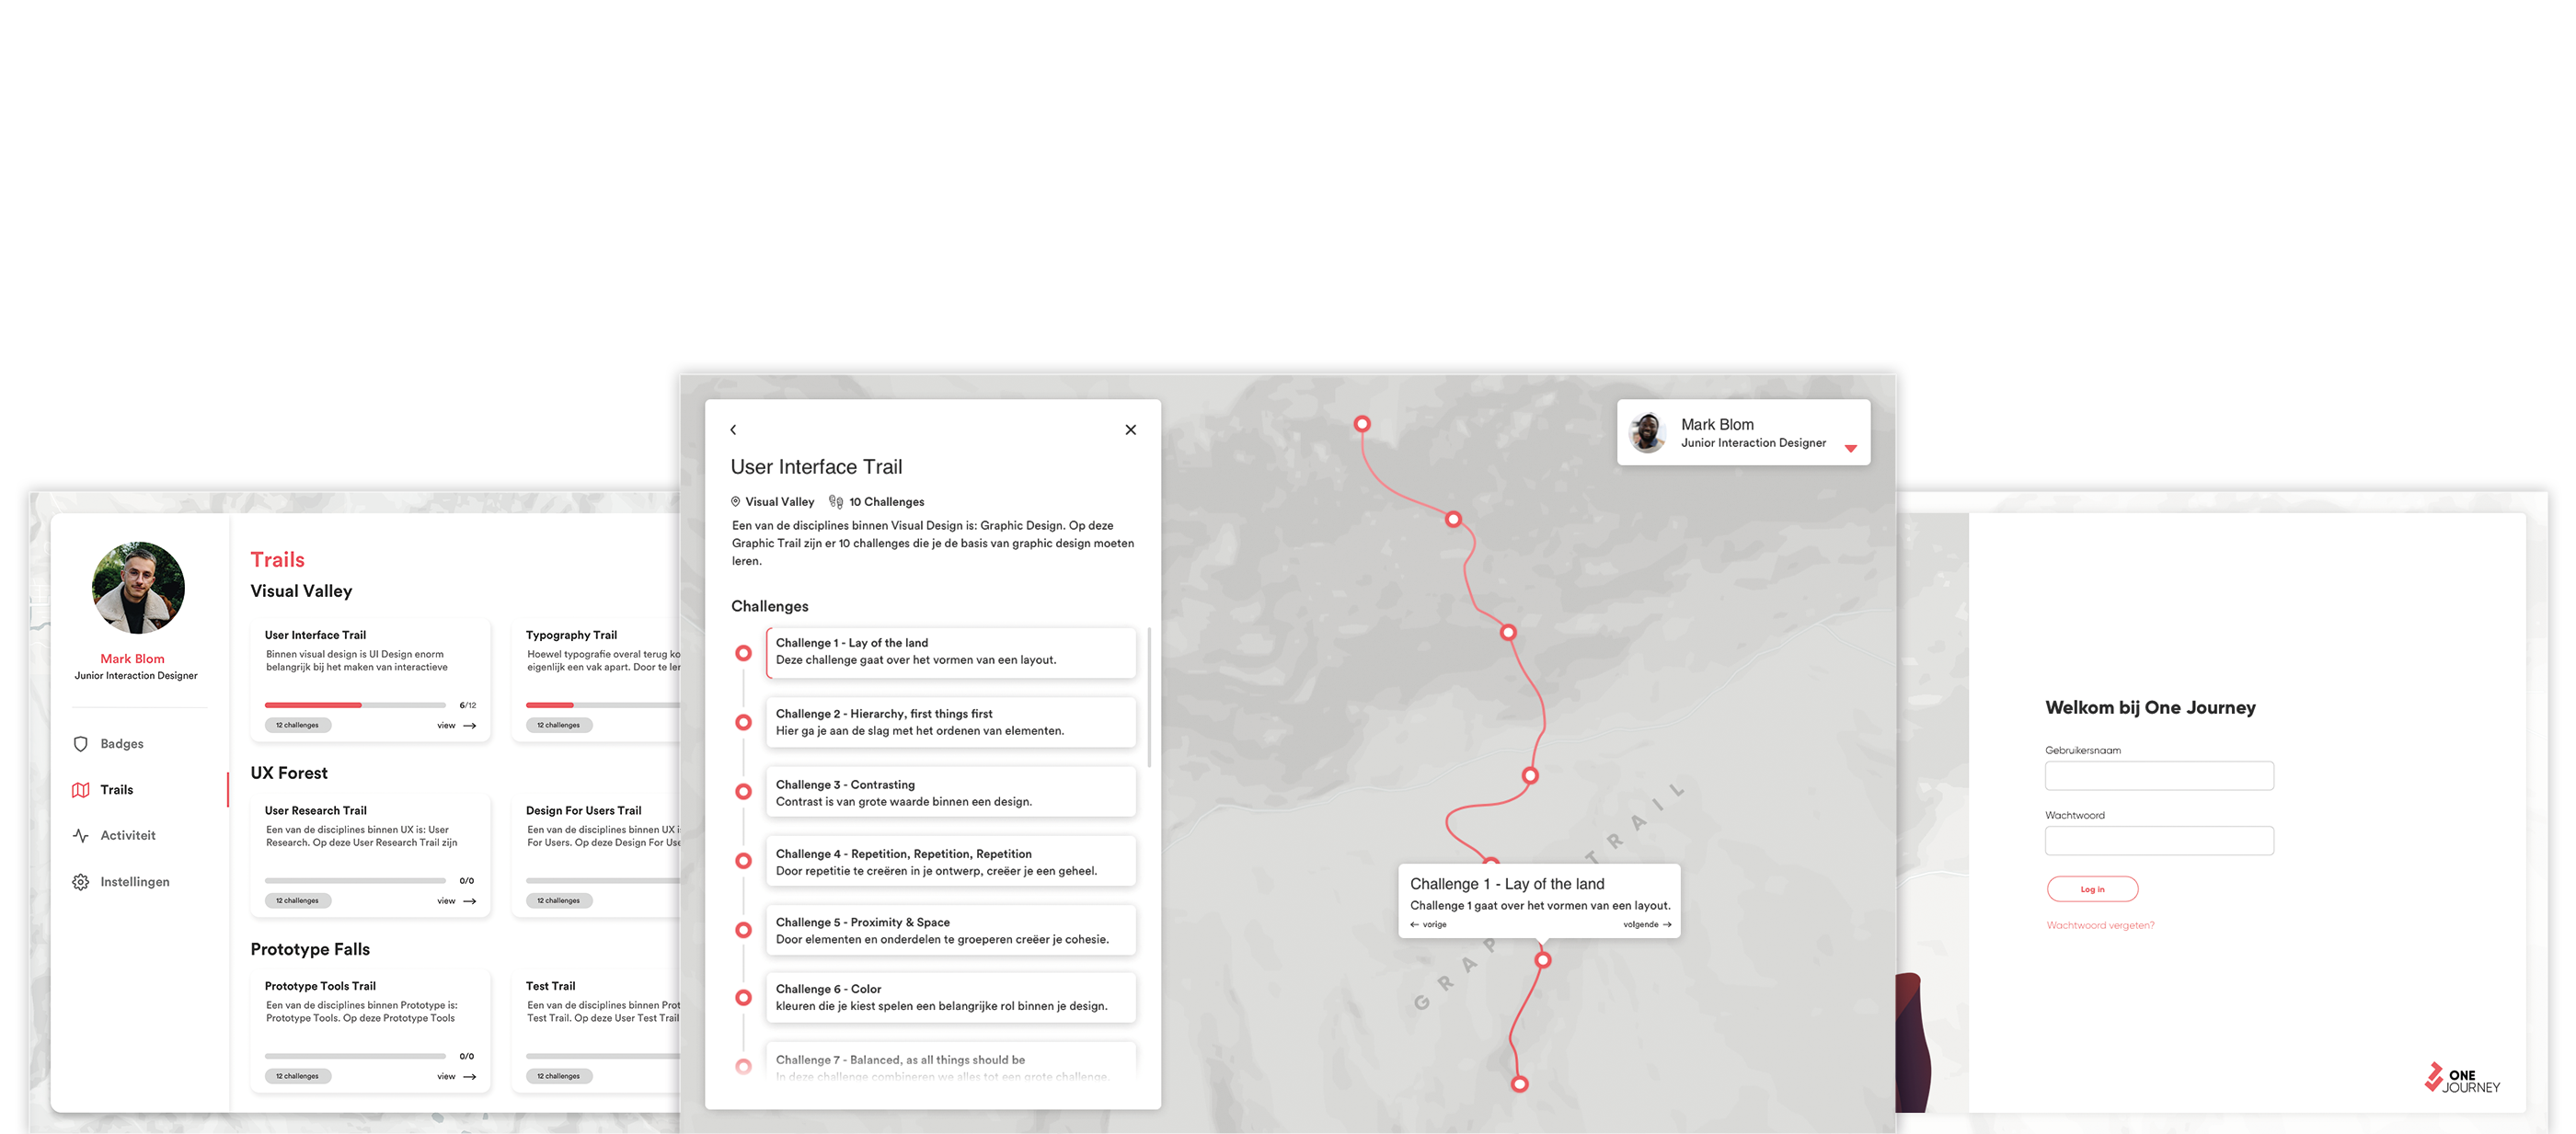 Mark Blom
Junior Interaction Designer
Badges
Trails
Activiteit
Instellingen
Trails
Visual Valley
User Interface Trail
Binnen visual design is UI Design enorm
belangrijk bij het maken van interactieve
6/12
12 challenges
view
Typography Trail
Hoewel typografie overal terug ko
eigenlijk een vak apart. Door te ler
12 challenges
UX Forest
User Research Trail
Een van de disciplines binnen UX is: User
Research. Op deze User Research Trail zijn
0/0
12 challenges
view
Design For Users Trail
Een van de disciplines binnen UX i
For Users. Op deze Design For Use
12 challenges
Prototype Falls
Prototype Tools Trail
Een van de disciplines binnen Prototype is:
Prototype Tools. Op deze Prototype Tools
0/0
12 challenges
view
Test Trail
Een van de disciplines binnen Prot
Test Trail. Op deze User Test Trail
12 challenges
User Interface Trail
Visual Valley 10 Challenges
Een van de disciplines binnen Visual Design is: Graphic Design. Op deze
Graphic Trail zijn er 10 challenges die je de basis van graphic design moeten
leren.
Challenges
Challenge 1 - Lay of the land
Deze challenge gaat over het vormen van een layout.
Challenge 2 - Hierarchy, first things first
Hier ga je aan de slag met het ordenen van elementen.
Challenge 3 - Contrasting
Contrast is van grote waarde binnen een design.
Challenge 4 - Repetition, Repetition, Repetition
Door repetitie te creëren in je ontwerp, creëer je een geheel.
Challenge 5 - Proximity & Space
Door elementen en onderdelen te groeperen creëer je cohesie.
Challenge 6 - Color
kleuren die je kiest spelen een belangrijke rol binnen je design.
Challenge 7 - Balanced, as all things should be
In deze challenge combineren we alles tot een grote challenge.
Mark Blom
Junior Interaction Designer
GRAP TRAIL
Challenge 1 - Lay of the land
Challenge 1 gaat over het vormen van een layout.
vorige
volgende
Welkom bij One Journey
Gebruikersnaam
Wachtwoord
Log in
Wachtwoord vergeten?
ONE
JOURNEY